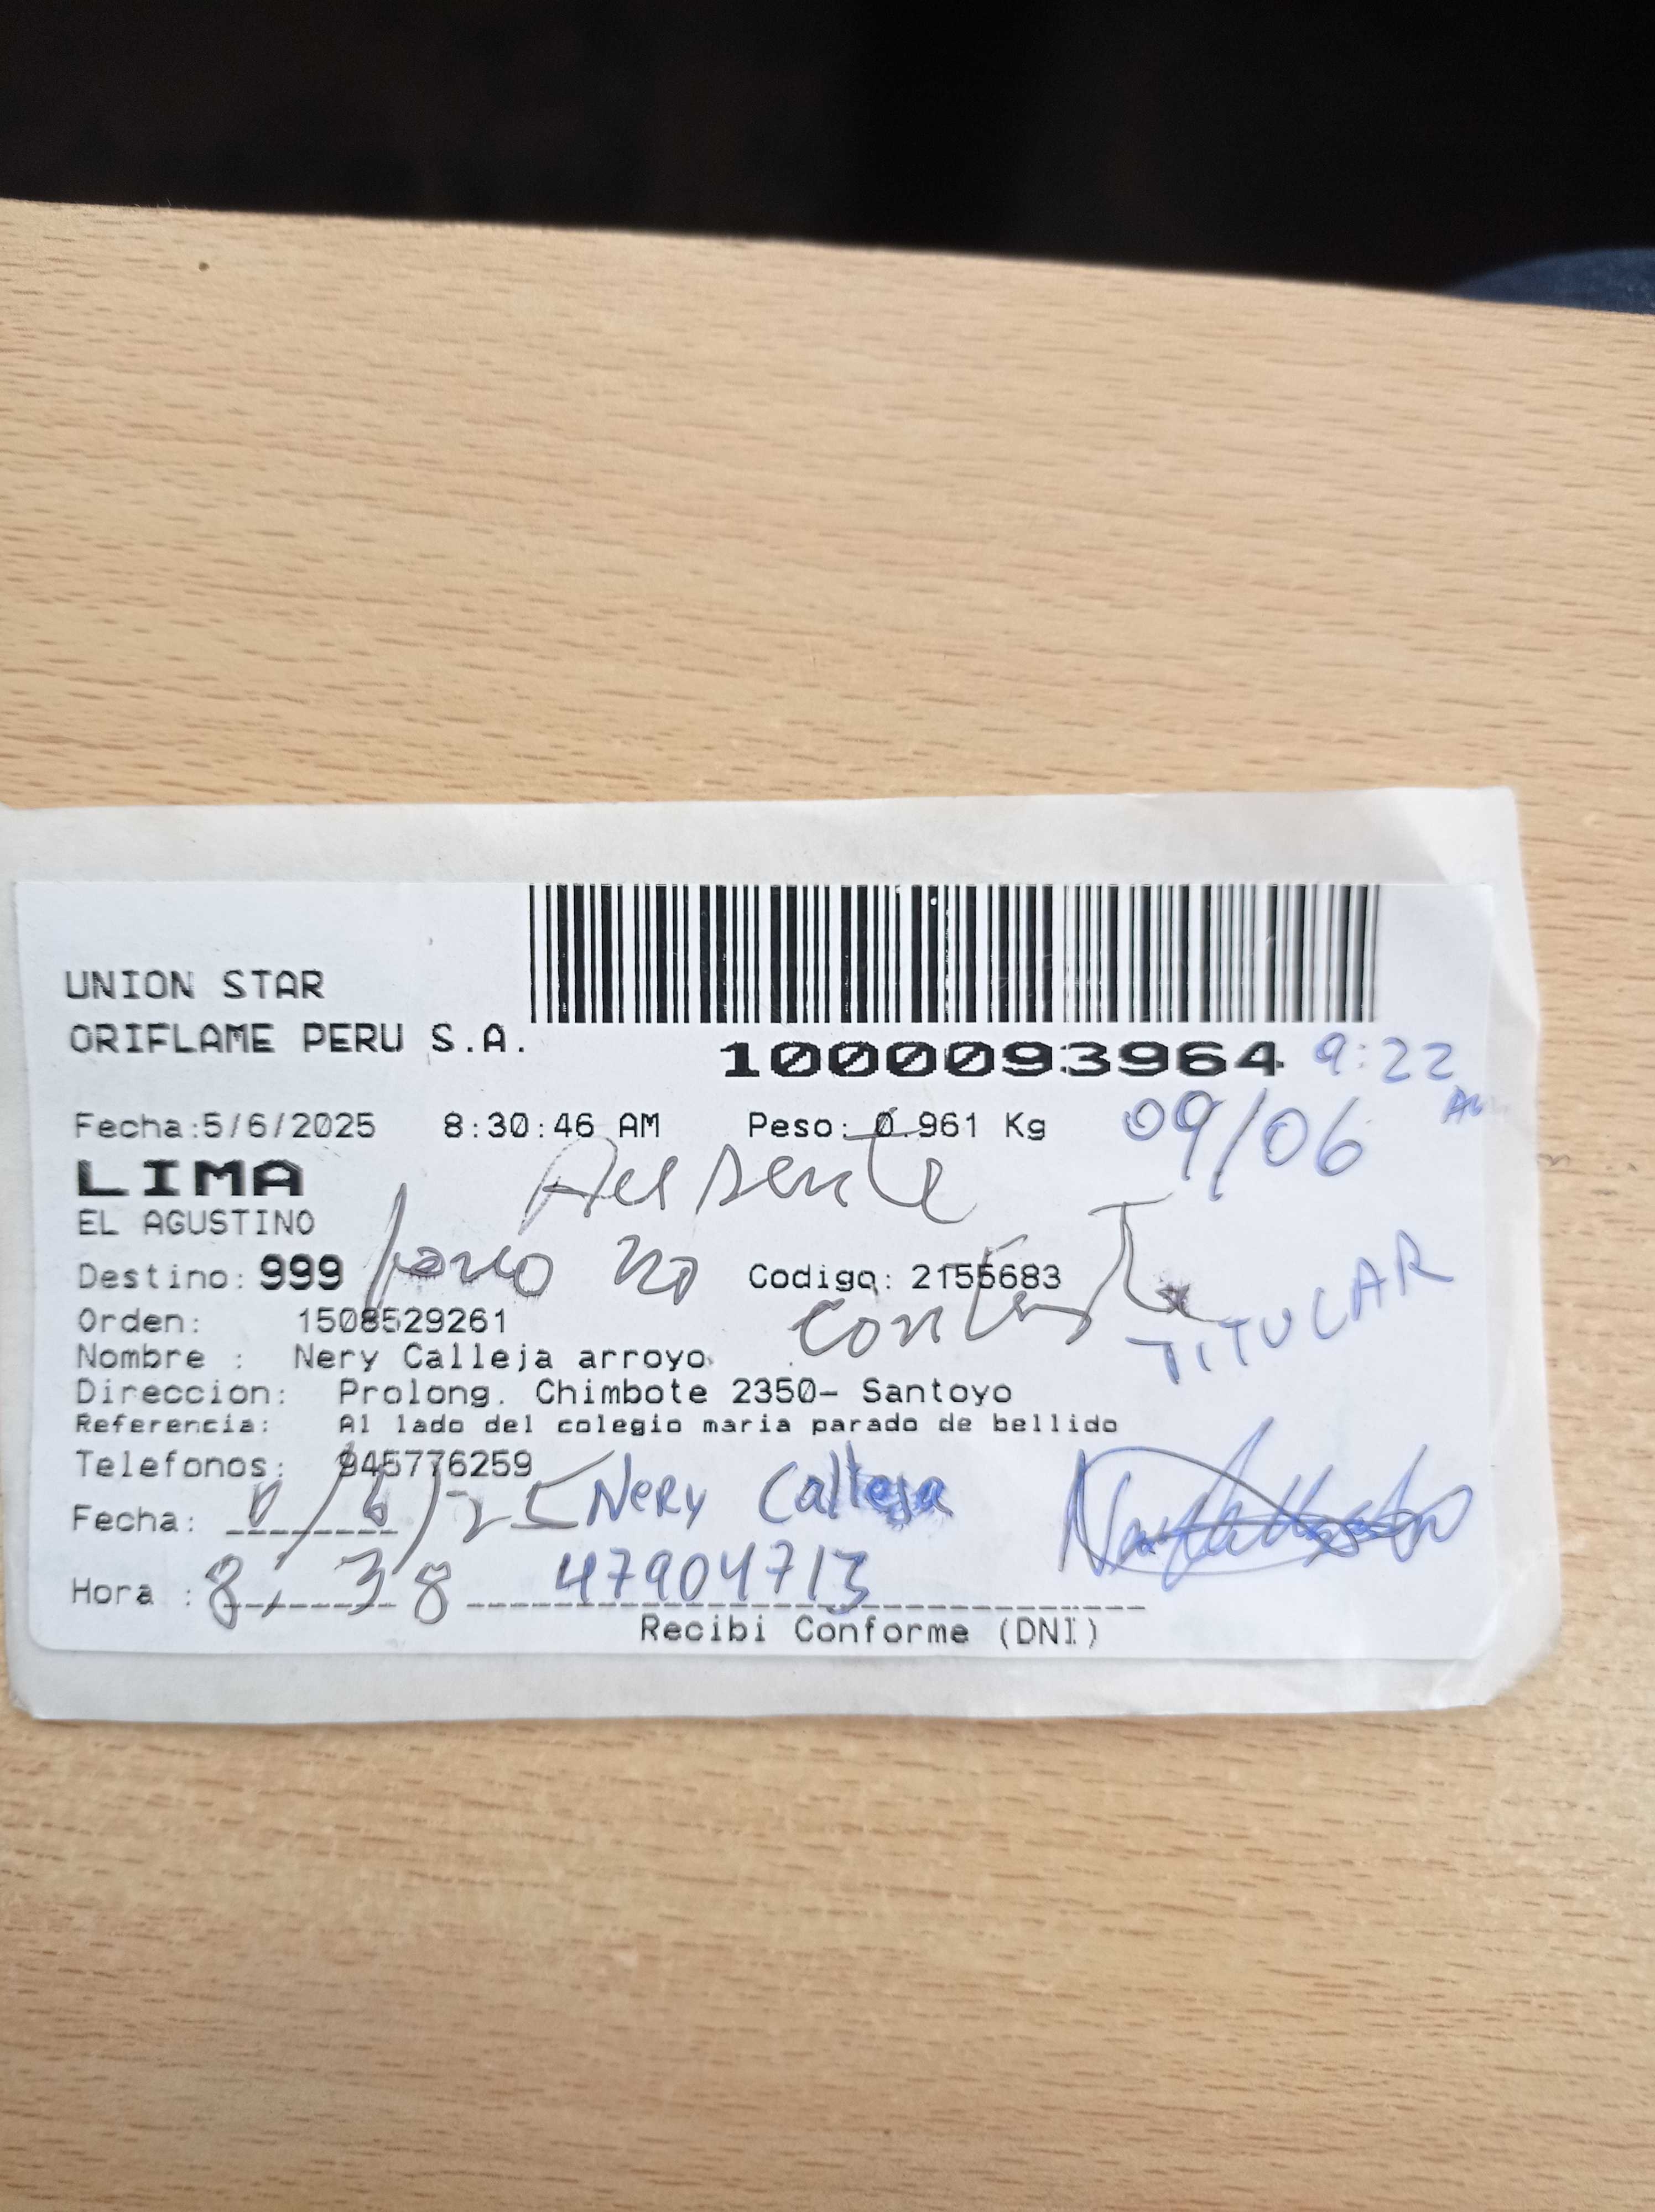 UNION STAR
ORIFLAME PERU S.A.
1000093964 9:22
Fecha:5/6/2025 8:30:46 AM Peso: 0.961 Kg 09/06
LIMA Ausente
EL AGUSTINO
Destino: 999 fono no Codigo: 2155683
contesta
TITULAR
Orden: 1508529261
Nombre : Nery Calleja arroyo
Direccion: Prolong. Chimbote 2350- Santoyo
Referencia: Al lado del colegio maria parado de bellido
Telefonos: 945776259
Fecha: Nery Calleja
Hora : 8:38 47904713
Recibi Conforme (DNI)